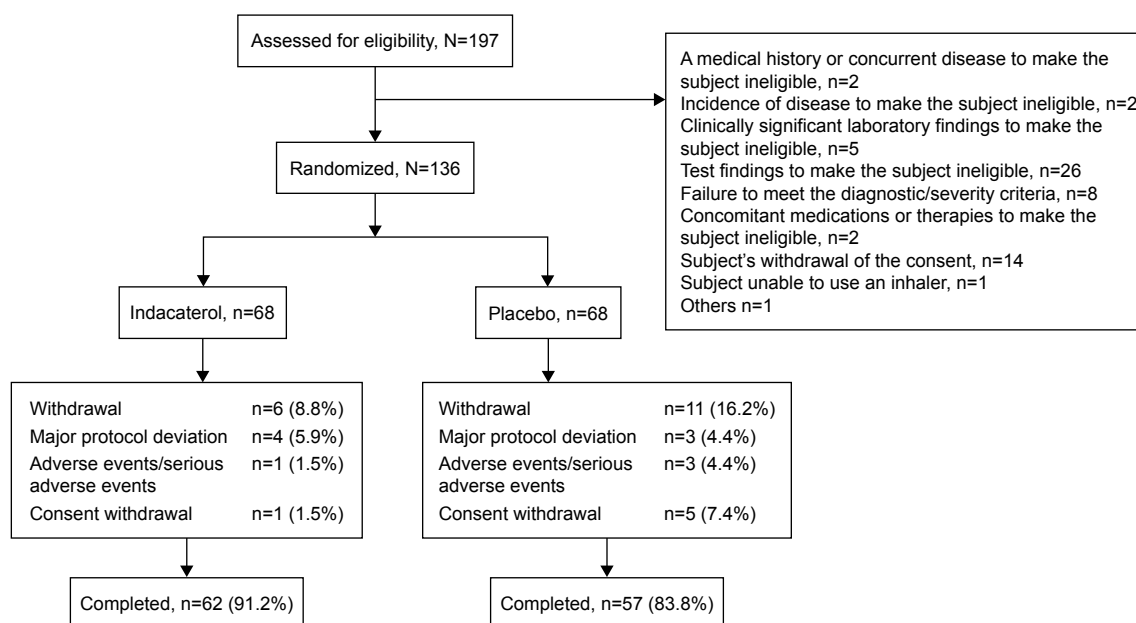 Assessed for eligibility, N=197
A medical history or concurrent disease to make the
subject ineligible, n=2
Incidence of disease to make the subject ineligible, n=2
Clinically significant laboratory findings to make the
subject ineligible, n=5
Test findings to make the subject ineligible, n=26
Failure to meet the diagnostic/severity criteria, n=8
Concomitant medications or therapies to make the
subject ineligible, n=2
Subject's withdrawal of the consent, n=14
Subject unable to use an inhaler, n=1
Others n=1
Randomized, N=136
Indacaterol, n=68
Placebo, n=68
Withdrawal n=6 (8.8%)
Major protocol deviation n=4 (5.9%)
Adverse events/serious n=1 (1.5%)
adverse events
Consent withdrawal n=1 (1.5%)
Withdrawal n=11 (16.2%)
Major protocol deviation n=3 (4.4%)
Adverse events/serious n=3 (4.4%)
adverse events
Consent withdrawal n=5 (7.4%)
Completed, n=62 (91.2%)
Completed, n=57 (83.8%)